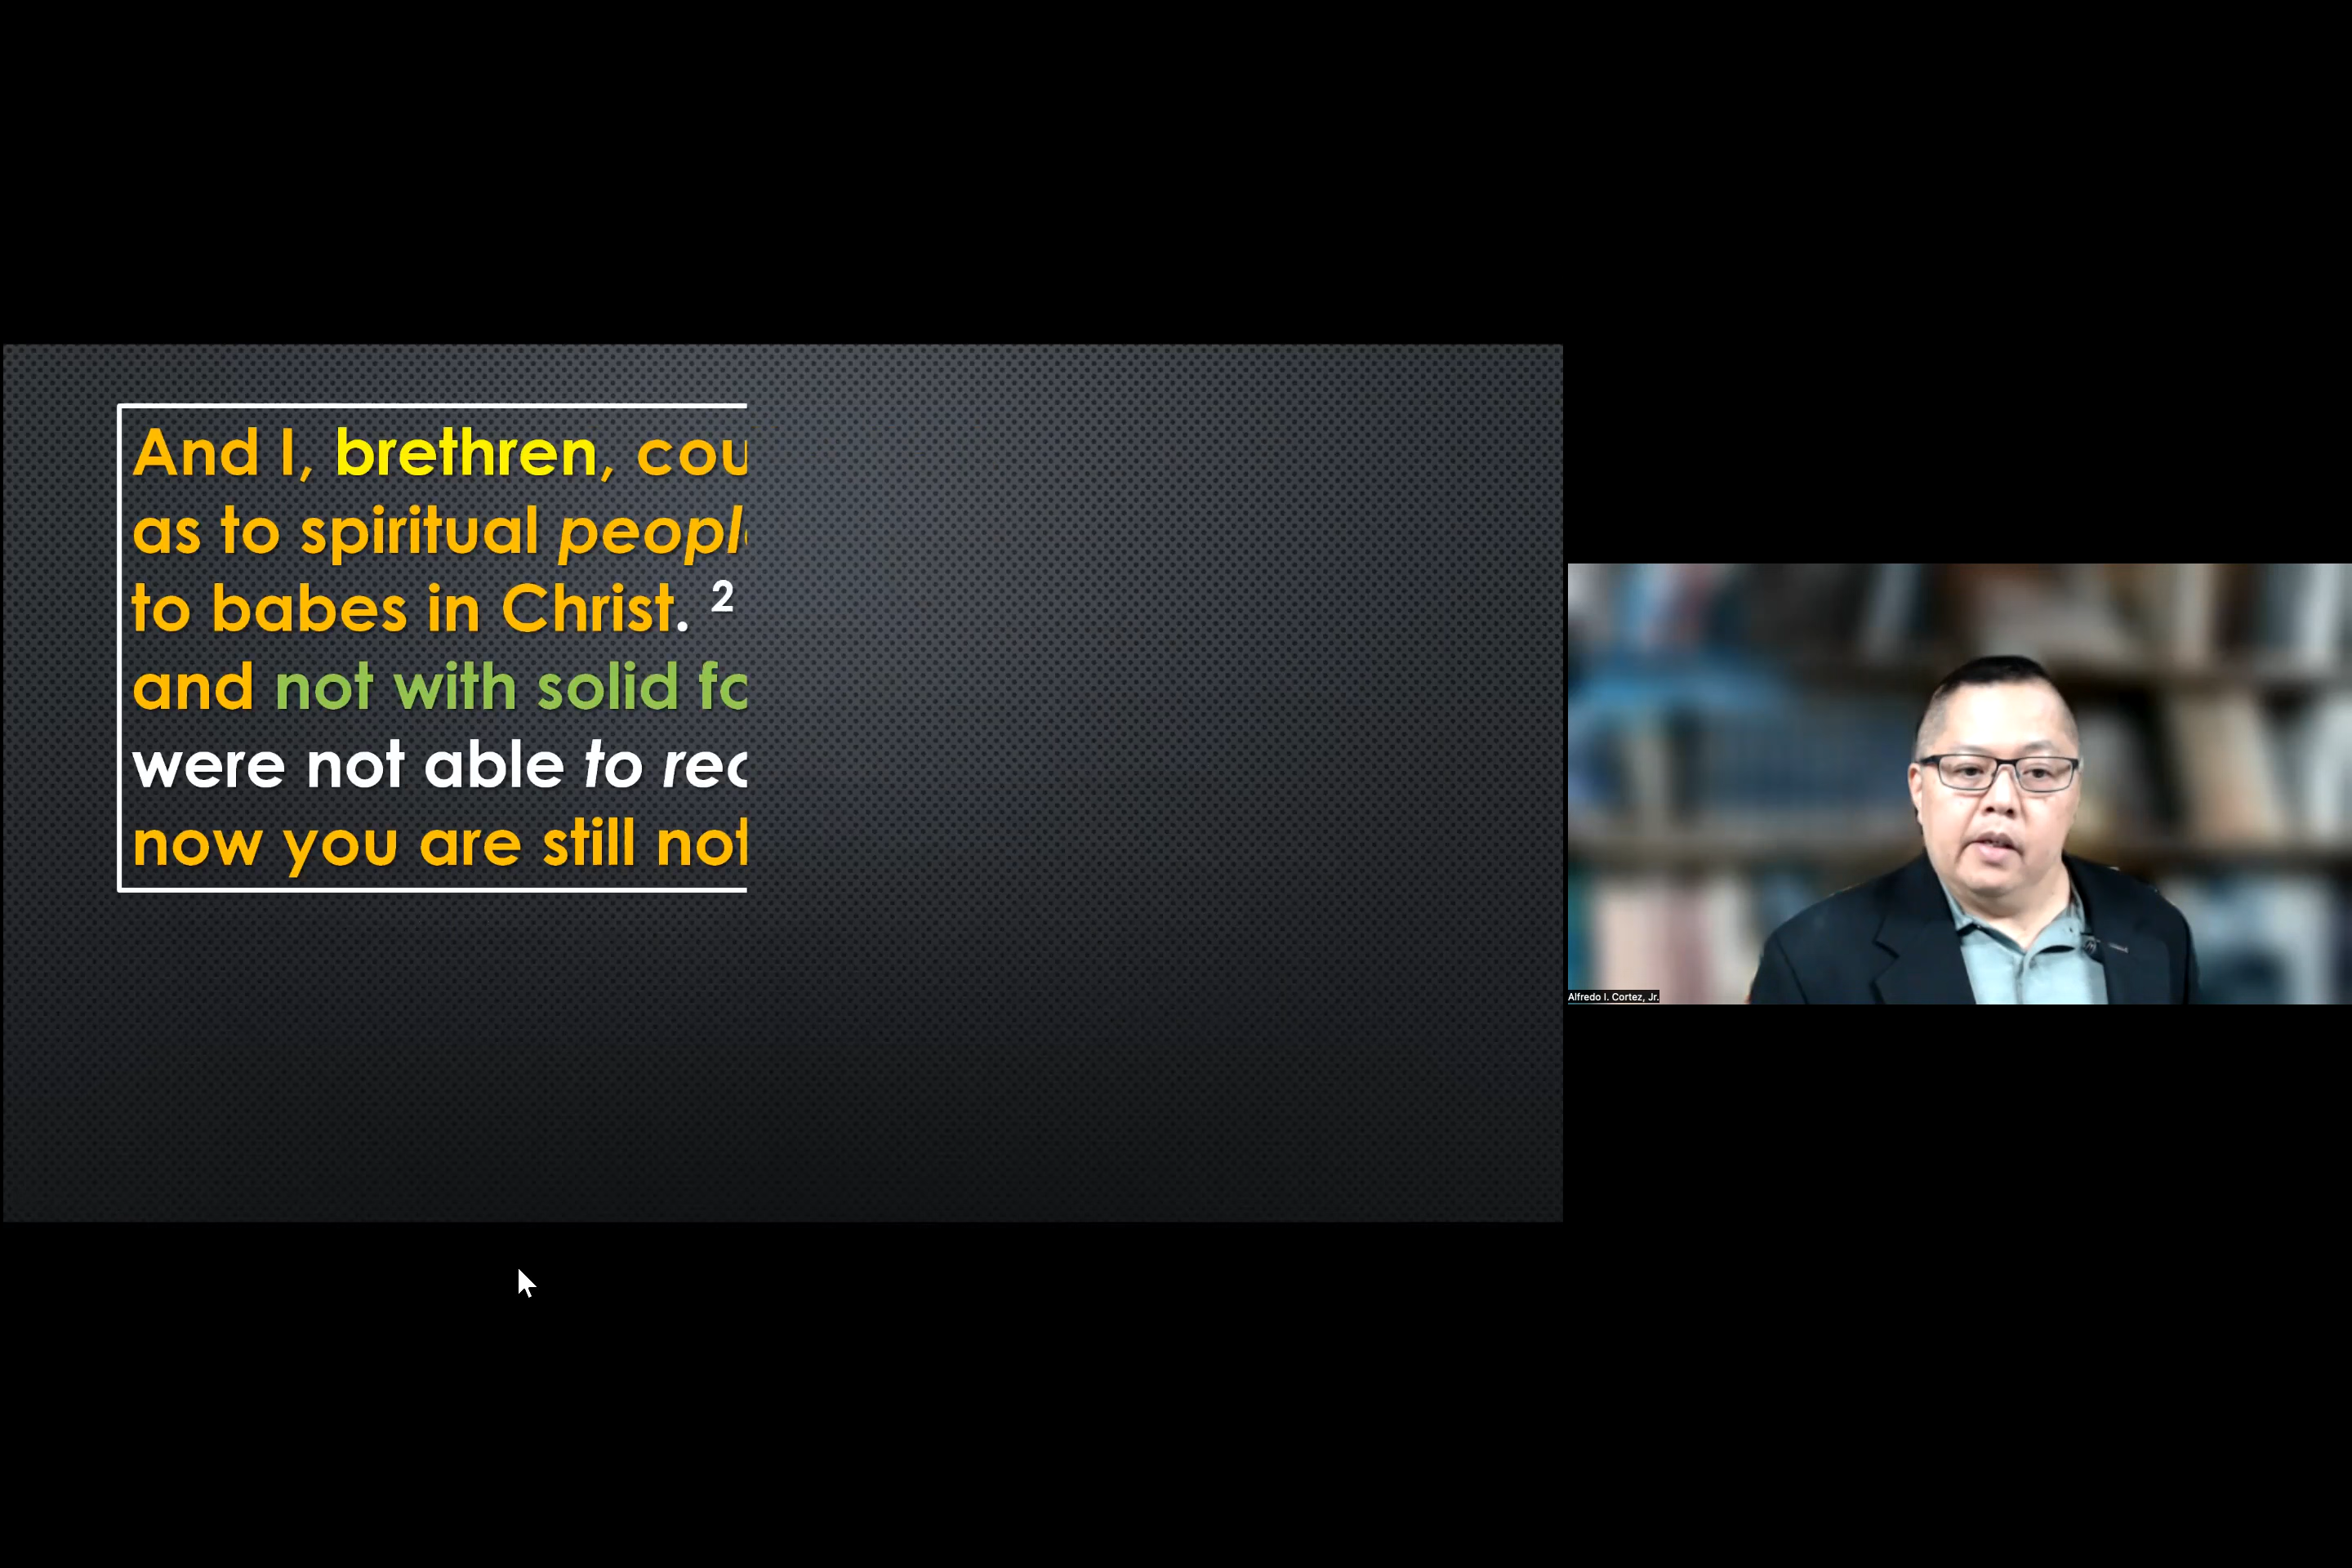 And I, brethren, cou
as to spiritual people
to babes in Christ. ²
and not with solid fo
were not able to rec
now you are still not
Alfredo I. Cortez, Jr.